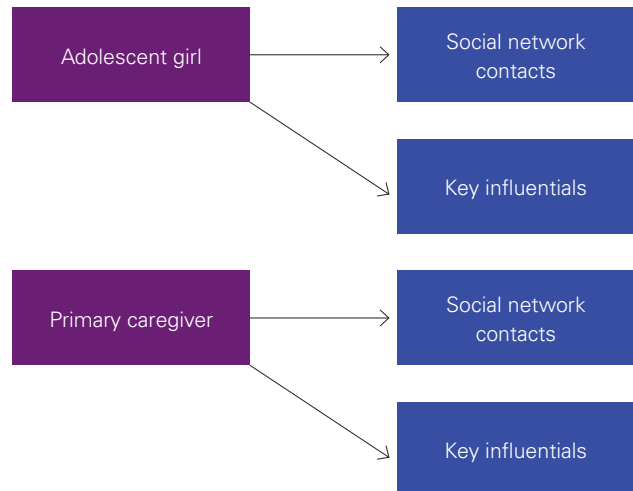 Adolescent girl
Social network
contacts
Key influentials
Primary caregiver
Social network
contacts
Key influentials